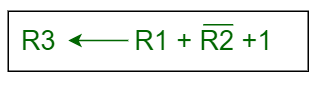 R3 ← R1 + R̅2̅ +1